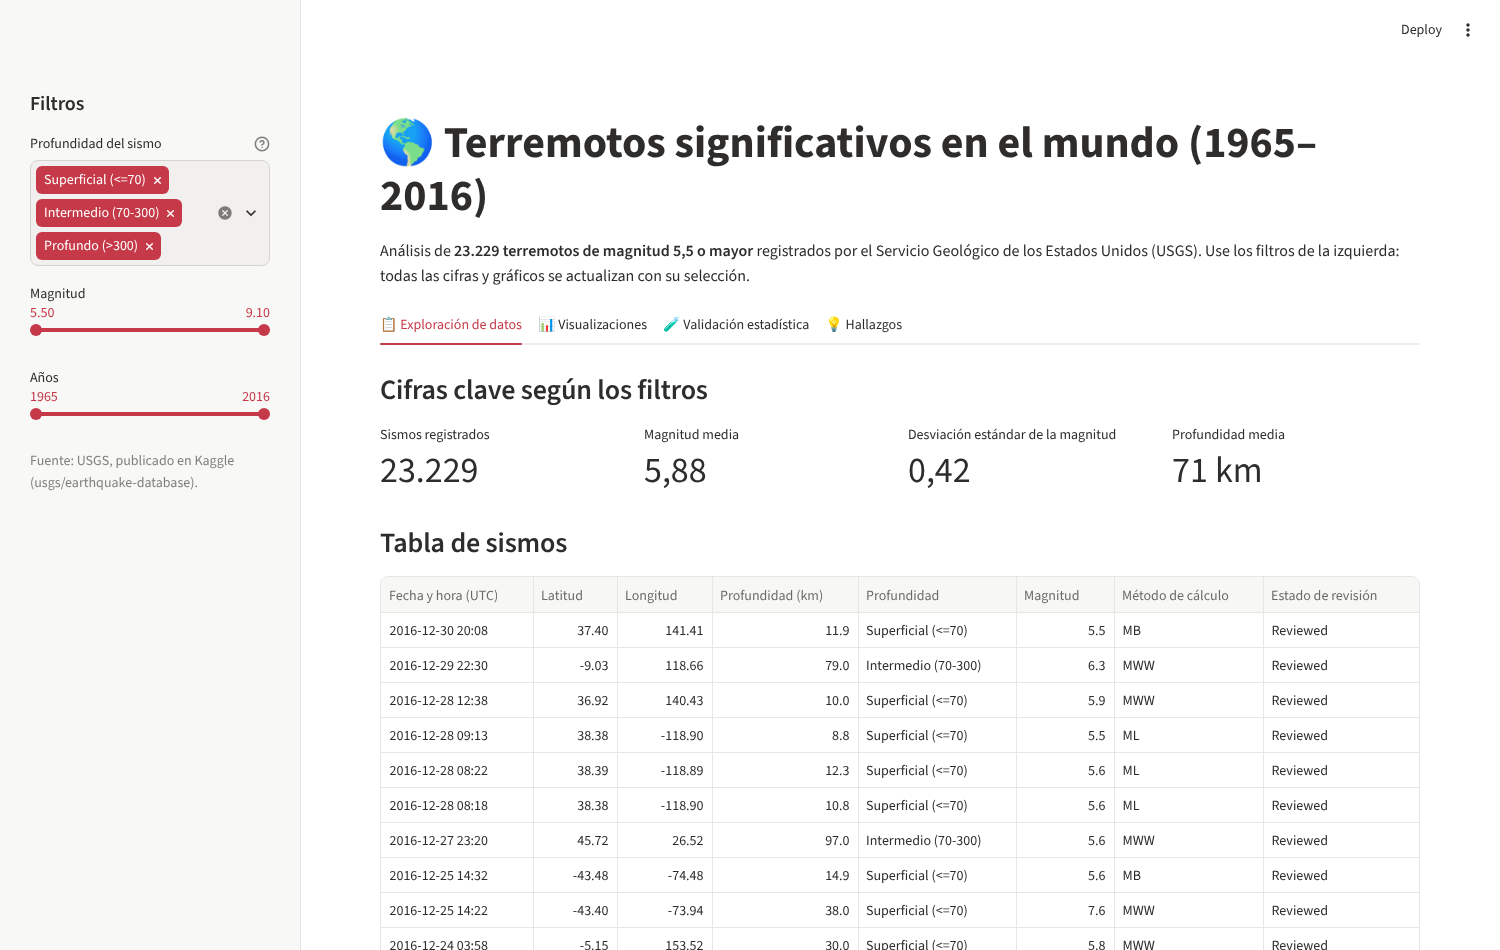 Deploy
Filtros
Profundidad del sismo
Superficial (<=70)
Intermedio (70-300)
Profundo (>300)
Magnitud
5.50 9.10
Años
1965 2016
Fuente: USGS, publicado en Kaggle
(usgs/earthquake-database).
🌎 Terremotos significativos en el mundo (1965–
2016)
Análisis de 23.229 terremotos de magnitud 5,5 o mayor registrados por el Servicio Geológico de los Estados Unidos (USGS). Use los filtros de la izquierda:
todas las cifras y gráficos se actualizan con su selección.
📋 Exploración de datos 📊 Visualizaciones 🧪 Validación estadística 💡 Hallazgos
Cifras clave según los filtros
Sismos registrados Magnitud media Desviación estándar de la magnitud Profundidad media
23.229 5,88 0,42 71 km
Tabla de sismos
Fecha y hora (UTC) Latitud Longitud Profundidad (km) Profundidad Magnitud Método de cálculo Estado de revisión
2016-12-30 20:08 37.40 141.41 11.9 Superficial (<=70) 5.5 MB Reviewed
2016-12-29 22:30 -9.03 118.66 79.0 Intermedio (70-300) 6.3 MWW Reviewed
2016-12-28 12:38 36.92 140.43 10.0 Superficial (<=70) 5.9 MWW Reviewed
2016-12-28 09:13 38.38 -118.90 8.8 Superficial (<=70) 5.5 ML Reviewed
2016-12-28 08:22 38.39 -118.89 12.3 Superficial (<=70) 5.6 ML Reviewed
2016-12-28 08:18 38.38 -118.90 10.8 Superficial (<=70) 5.6 ML Reviewed
2016-12-27 23:20 45.72 26.52 97.0 Intermedio (70-300) 5.6 MWW Reviewed
2016-12-25 14:32 -43.48 -74.48 14.9 Superficial (<=70) 5.6 MB Reviewed
2016-12-25 14:22 -43.40 -73.94 38.0 Superficial (<=70) 7.6 MWW Reviewed
2016-12-24 03:58 -5.15 153.52 30.0 Superficial (<=70) 5.8 MWW Reviewed